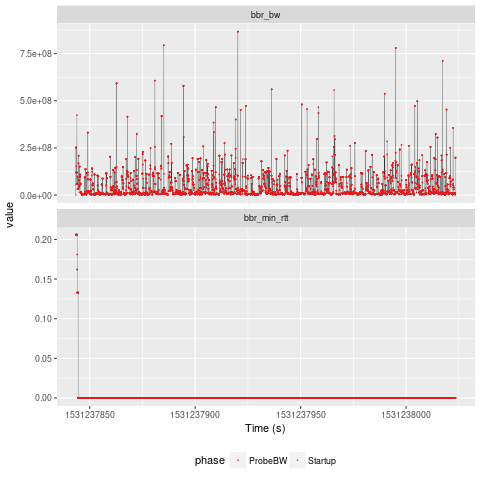 bbr_bw
7.5e+08
5.0e+08
2.5e+08
0.0e+00
value
bbr_min_rtt
0.20
0.15
0.10
0.05
0.00
1531237850 1531237900 1531237950 1531238000
Time (s)
phase ProbeBW Startup